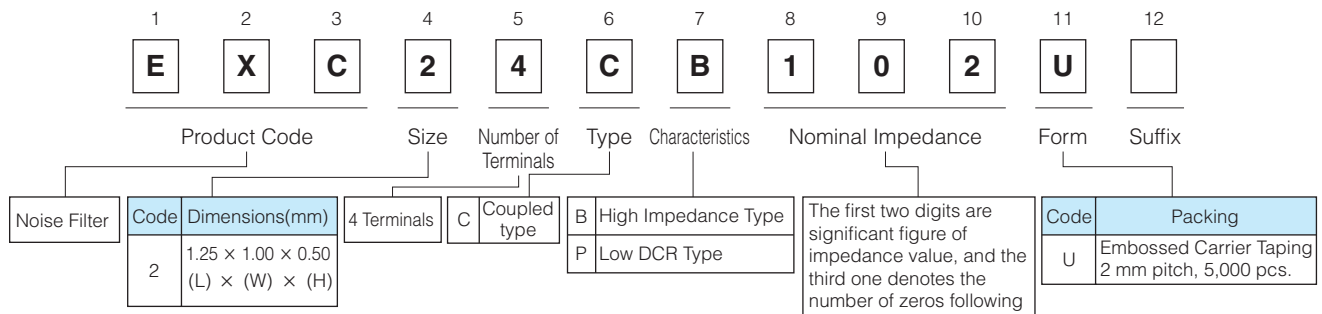 1 2 3 4 5 6 7 8 9 10 11 12
E X C 2 4 C B 1 0 2 U
Product Code
Size
Number of
Terminals
Type
Characteristics
Nominal Impedance
Form
Suffix
Noise Filter
Code Dimensions(mm)
2
1.25 × 1.00 × 0.50
(L) × (W) × (H)
4 Terminals
C
Coupled
type
B High Impedance Type
P Low DCR Type
The first two digits are
significant figure of
impedance value, and the
third one denotes the
number of zeros following
Code Packing
U
Embossed Carrier Taping
2 mm pitch, 5,000 pcs.